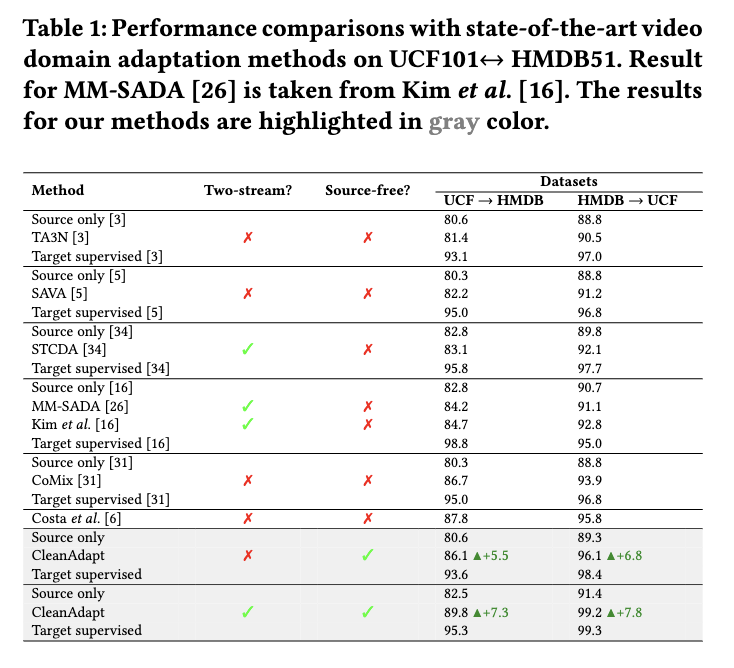 Table 1: Performance comparisons with state-of-the-art video
domain adaptation methods on UCF101↔ HMDB51. Result
for MM-SADA [26] is taken from Kim et al. [16]. The results
for our methods are highlighted in gray color.
Method Two-stream? Source-free? Datasets
UCF → HMDB HMDB → UCF
Source only [3] 80.6 88.8
TA3N [3] ✗ ✗ 81.4 90.5
Target supervised [3] 93.1 97.0
Source only [5] 80.3 88.8
SAVA [5] ✗ ✗ 82.2 91.2
Target supervised [5] 95.0 96.8
Source only [34] 82.8 89.8
STCDA [34] ✓ ✗ 83.1 92.1
Target supervised [34] 95.8 97.7
Source only [16] 82.8 90.7
MM-SADA [26] ✓ ✗ 84.2 91.1
Kim et al. [16] ✓ ✗ 84.7 92.8
Target supervised [16] 98.8 95.0
Source only [31] 80.3 88.8
CoMix [31] ✗ ✗ 86.7 93.9
Target supervised [31] 95.0 96.8
Costa et al. [6] ✗ ✗ 87.8 95.8
Source only 80.6 89.3
CleanAdapt ✗ ✓ 86.1 ▲+5.5 96.1 ▲+6.8
Target supervised 93.6 98.4
Source only 82.5 91.4
CleanAdapt ✓ ✓ 89.8 ▲+7.3 99.2 ▲+7.8
Target supervised 95.3 99.3